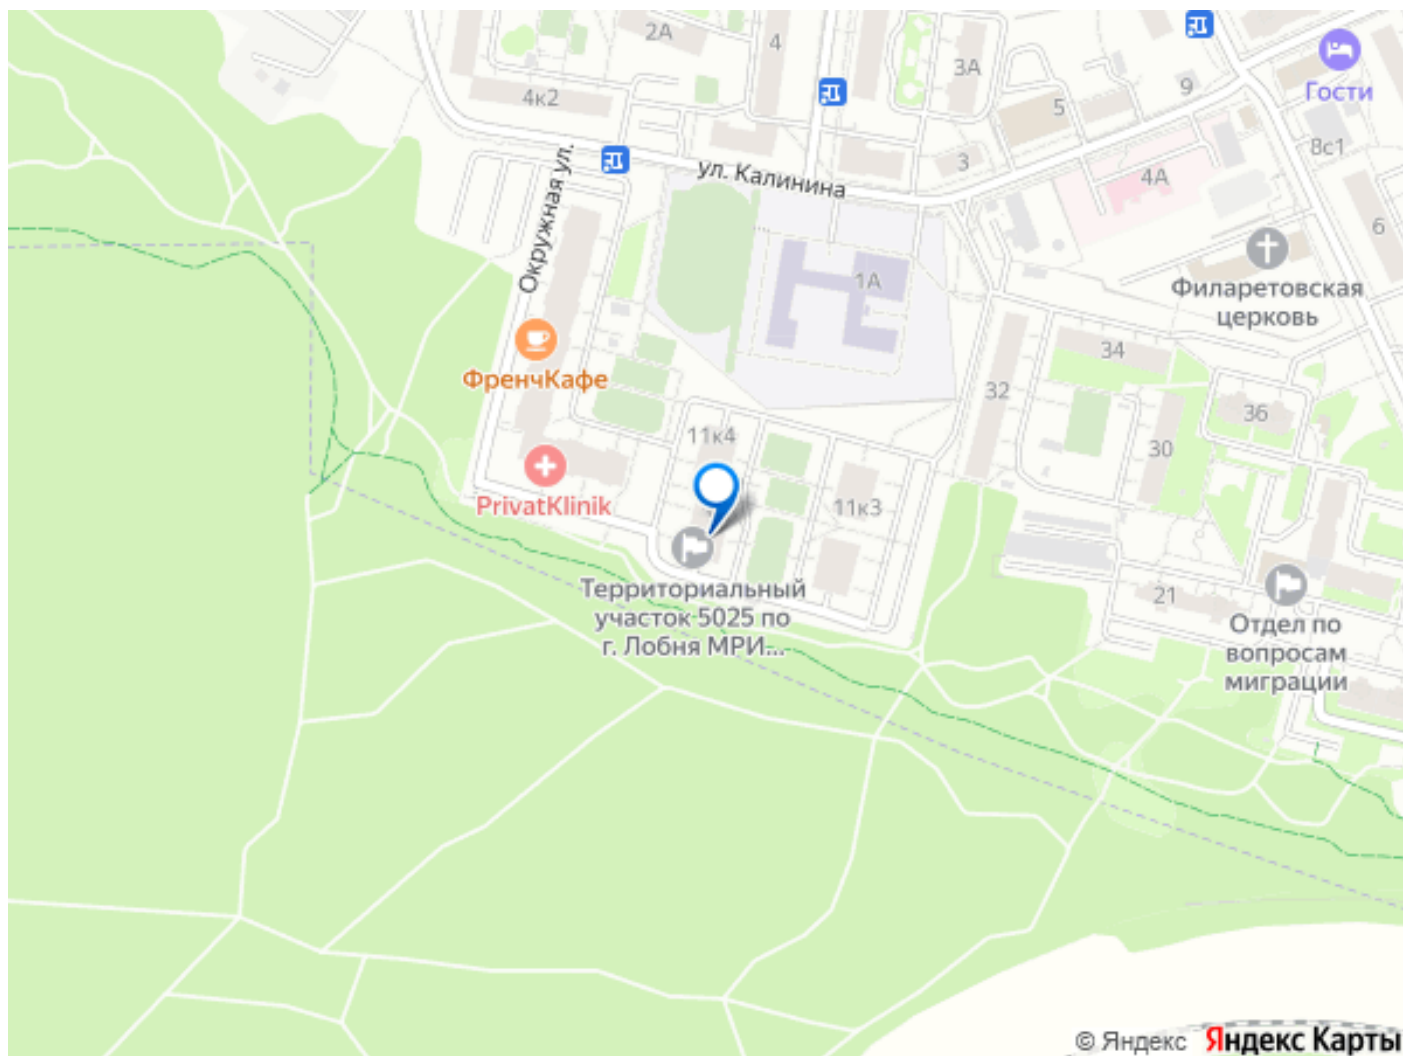 2А
4
3А
4к2
5
9
Гости
8с1
Окружная ул.
ул. Калинина
3
4А
6
1А
Филаретовская
церковь
ФренчКафе
34
32
36
11к4
30
PrivatKlinik
11к3
Территориальный
участок 5025 по
г. Лобня МРИ...
21
Отдел по
вопросам
миграции
© Яндекс Яндекс Карты